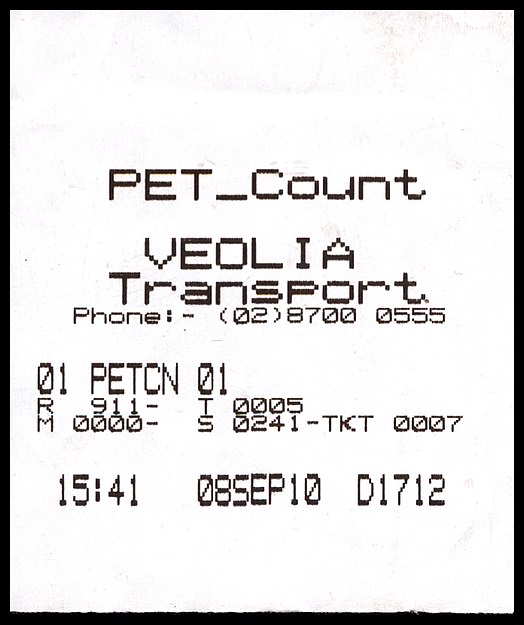 PET_Count
VEOLIA
Transport
Phone:- (02)8700 0555
01 PETCN 01
R 911- T 0005
M 0000- S 0241-TKT 0007
15:41 08SEP10 D1712